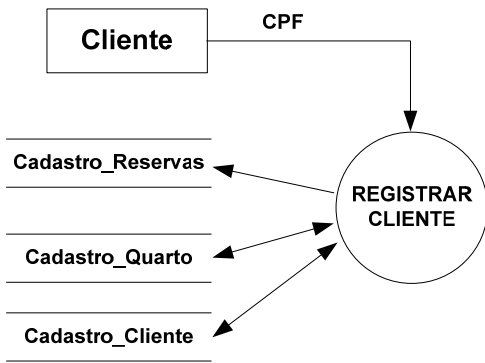 Cliente
CPF
Cadastro_Reservas
REGISTRAR
CLIENTE
Cadastro_Quarto
Cadastro_Cliente